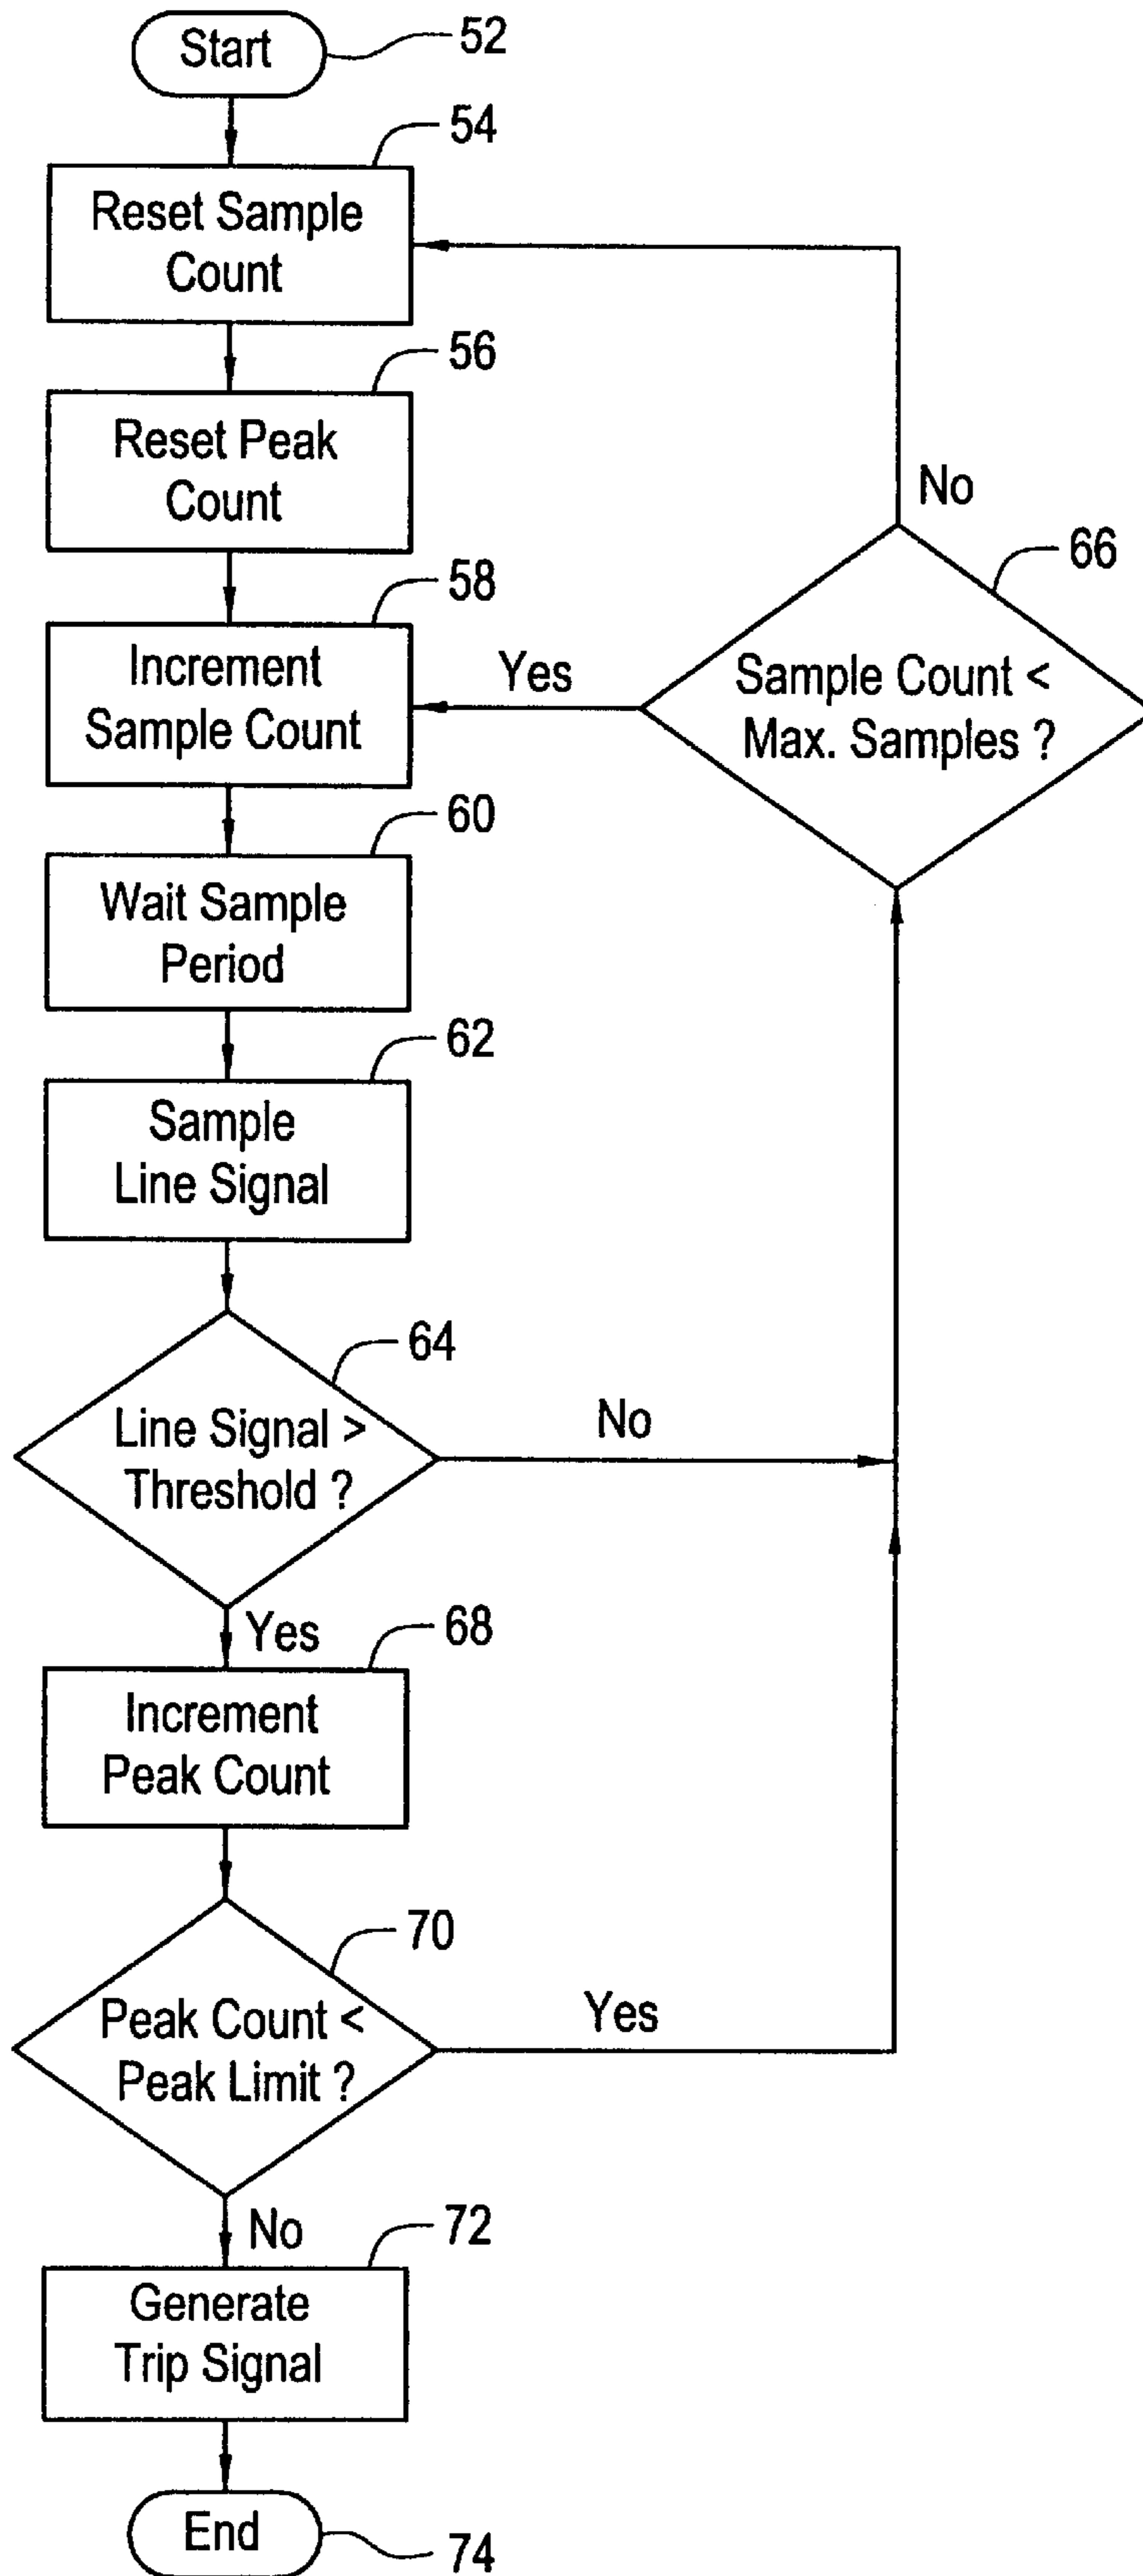 Start
52
54
Reset Sample
Count
56
Reset Peak
Count
No
66
58
Increment
Sample Count
Yes
Sample Count <
Max. Samples ?
60
Wait Sample
Period
62
Sample
Line Signal
64
Line Signal >
Threshold ?
No
Yes
68
Increment
Peak Count
70
Peak Count <
Peak Limit ?
Yes
No
72
Generate
Trip Signal
End
74